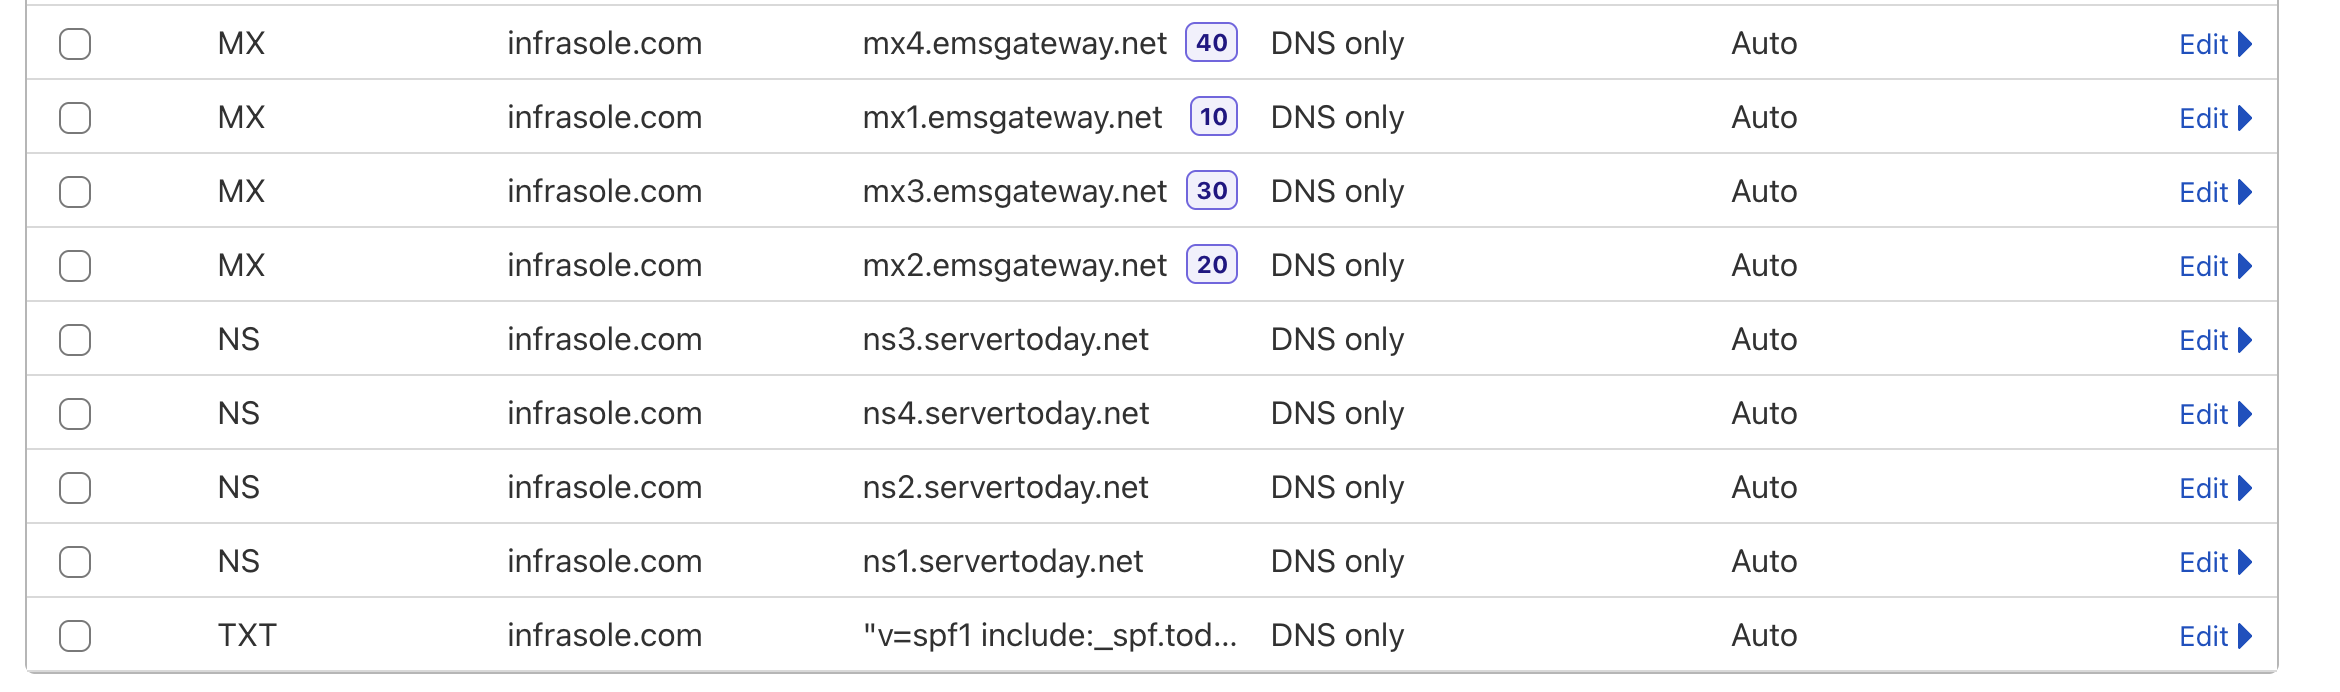 MX infrasole.com mx4.emsgateway.net 40 DNS only Auto Edit
MX infrasole.com mx1.emsgateway.net 10 DNS only Auto Edit
MX infrasole.com mx3.emsgateway.net 30 DNS only Auto Edit
MX infrasole.com mx2.emsgateway.net 20 DNS only Auto Edit
NS infrasole.com ns3.servertoday.net DNS only Auto Edit
NS infrasole.com ns4.servertoday.net DNS only Auto Edit
NS infrasole.com ns2.servertoday.net DNS only Auto Edit
NS infrasole.com ns1.servertoday.net DNS only Auto Edit
TXT infrasole.com "v=spf1 include:_spf.tod... DNS only Auto Edit